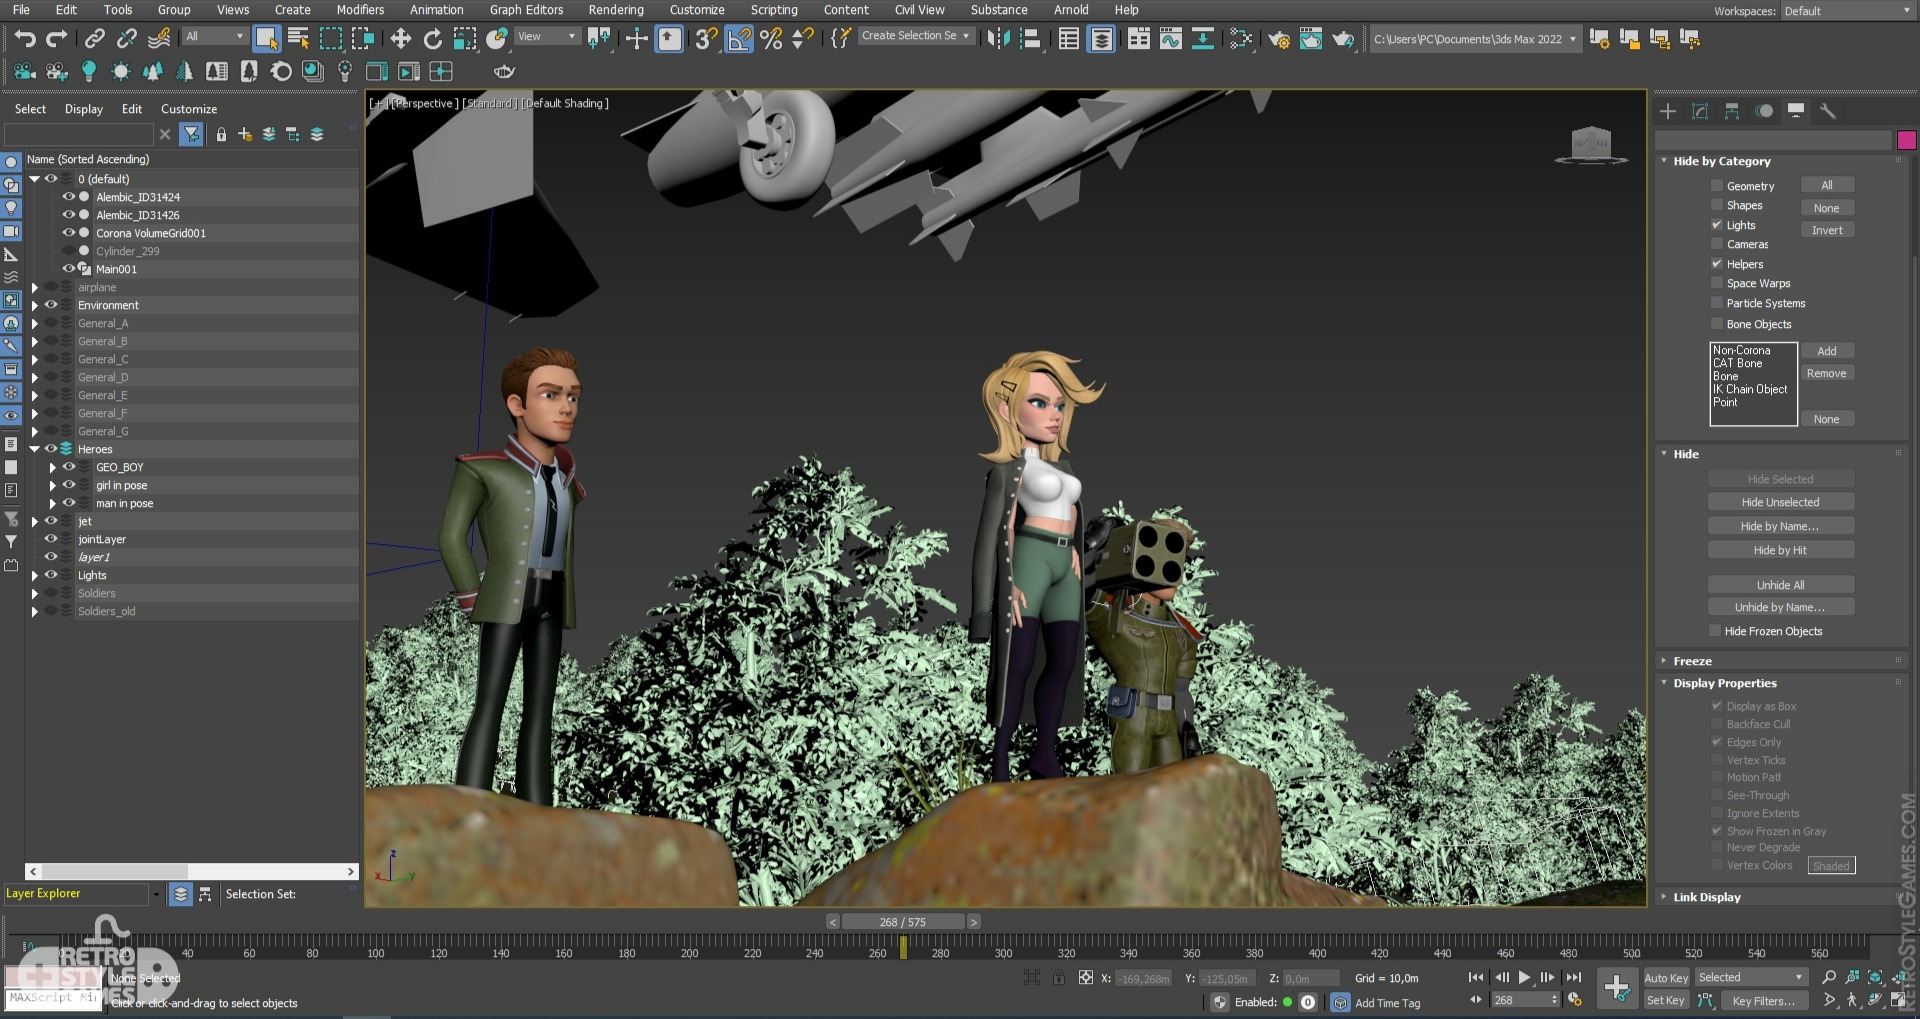 File Edit Tools Group Views Create Modifiers Animation Graph Editors Rendering Customize Scripting Content Civil View Substance Arnold Help
Workspaces: Default
All
View
Create Selection Se
C:\Users\PC\Documents\3ds Max 2022
Select Display Edit Customize
Name (Sorted Ascending)
0 (default)
Alembic_ID31424
Alembic_ID31426
Corona VolumeGrid001
Cylinder_299
Main001
airplane
Environment
General_A
General_B
General_C
General_D
General_E
General_F
General_G
Heroes
GEO_BOY
girl in pose
man in pose
jet
jointLayer
layer1
Lights
Soldiers
Soldiers_old
Layer Explorer
Selection Set:
[+] [Perspective] [Standard] [Default Shading]
Hide by Category
Geometry
Shapes
Lights
Cameras
Helpers
Space Warps
Particle Systems
Bone Objects
All
None
Invert
Non-Corona
CAT Bone
Bone
IK Chain Object
Point
Add
Remove
None
Hide
Hide Selected
Hide Unselected
Hide by Name...
Hide by Hit
Unhide All
Unhide by Name...
Hide Frozen Objects
Freeze
Display Properties
Display as Box
Backface Cull
Edges Only
Vertex Ticks
Motion Path
See-Through
Ignore Extents
Show Frozen in Gray
Never Degrade
Vertex Colors Shaded
Link Display
RETROSTYLEGAMES.COM
< 268 / 575 >
40 60 80 100 120 140 160 180 200 220 240 260 280 300 320 340 360 380 400 420 440 460 480 500 520 540 560
RETRO
STYLE
GAMES
None Selected
MAXScript Mi
Click or click-and-drag to select objects
X: -169,268m Y: -125,05m Z: 0,0m Grid = 10,0m
Enabled: 0 Add Time Tag
268
Auto Key Selected
Set Key Key Filters...